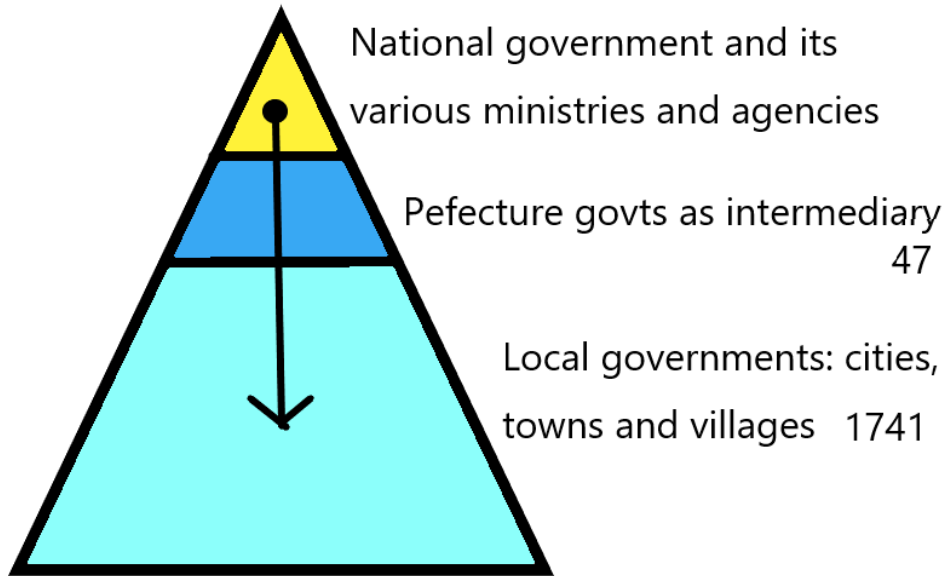 National government and its
various ministries and agencies
Pefecture govts as intermediary
47
Local governments: cities,
towns and villages 1741